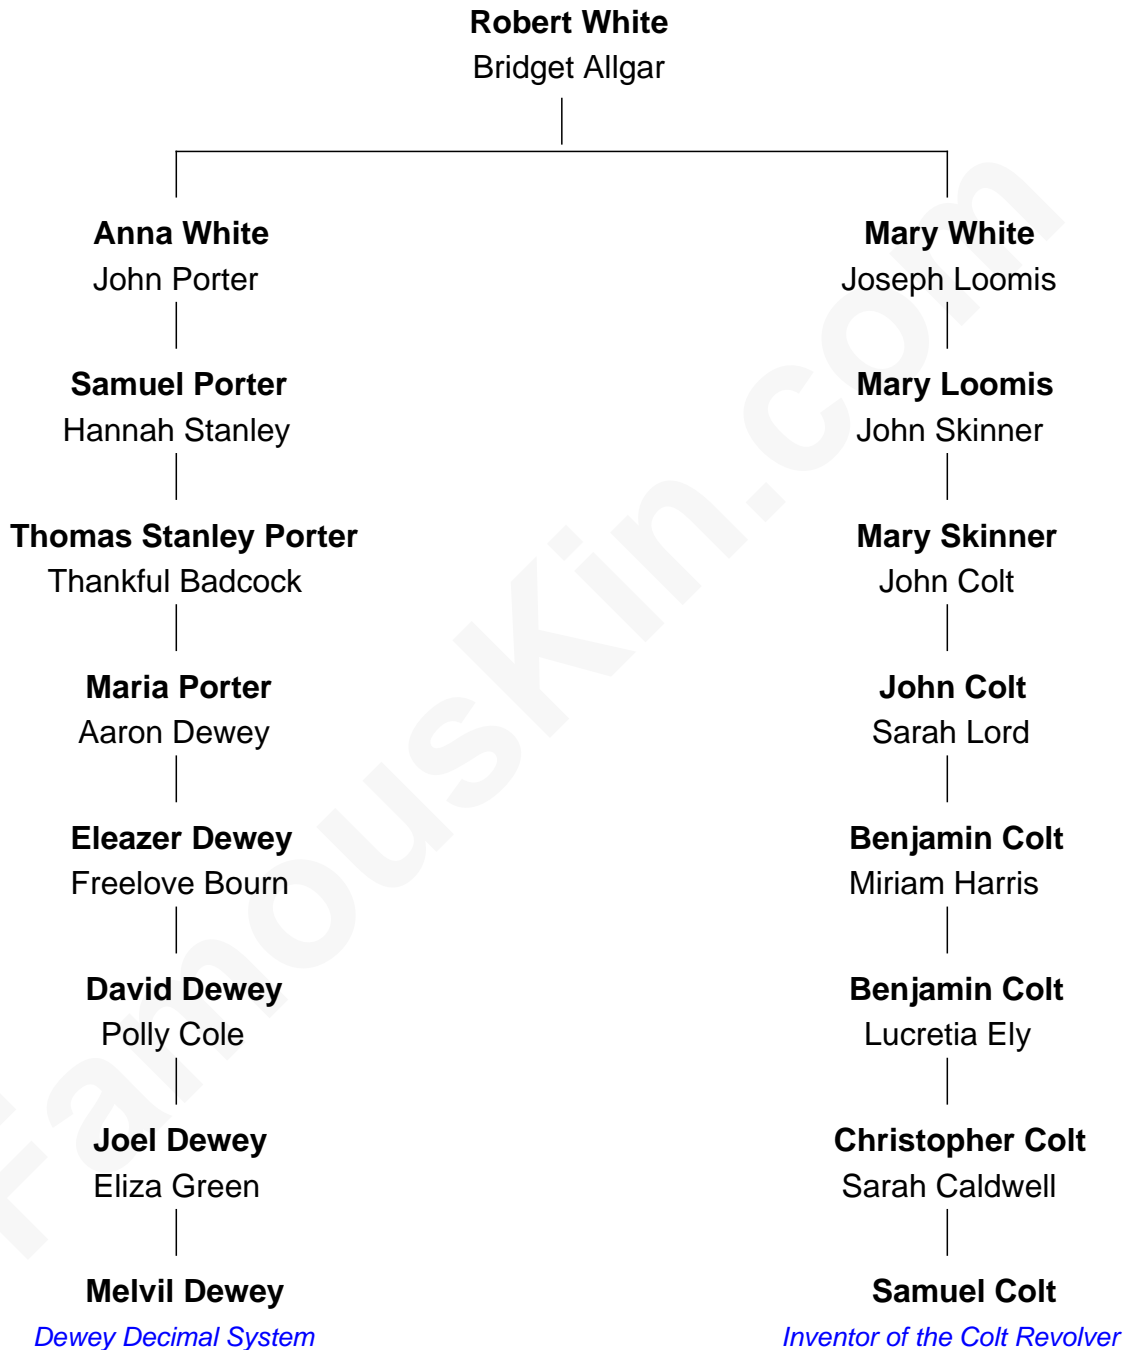 Robert White
Bridget Allgar
Anna White
John Porter
Mary White
Joseph Loomis
Samuel Porter
Hannah Stanley
Mary Loomis
John Skinner
Thomas Stanley Porter
Thankful Badcock
Mary Skinner
John Colt
Maria Porter
Aaron Dewey
John Colt
Sarah Lord
Eleazer Dewey
Freelove Bourn
Benjamin Colt
Miriam Harris
David Dewey
Polly Cole
Benjamin Colt
Lucretia Ely
Joel Dewey
Eliza Green
Christopher Colt
Sarah Caldwell
Melvil Dewey
Dewey Decimal System
Samuel Colt
Inventor of the Colt Revolver
FamousKin.com